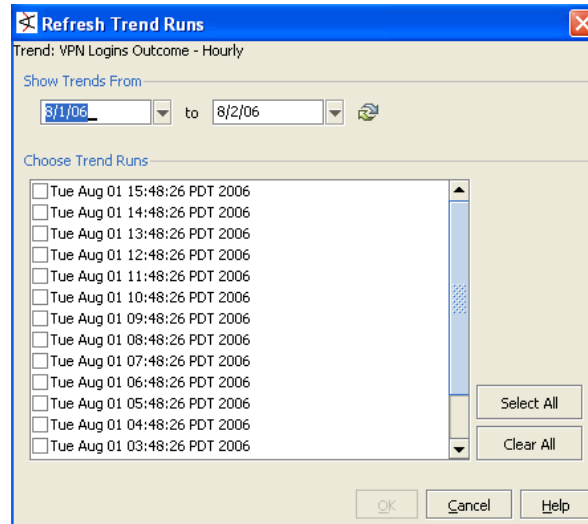 Refresh Trend Runs
Trend: VPN Logins Outcome - Hourly
Show Trends From
8/1/06 to 8/2/06
Choose Trend Runs
Tue Aug 01 15:48:26 PDT 2006
Tue Aug 01 14:48:26 PDT 2006
Tue Aug 01 13:48:26 PDT 2006
Tue Aug 01 12:48:26 PDT 2006
Tue Aug 01 11:48:26 PDT 2006
Tue Aug 01 10:48:26 PDT 2006
Tue Aug 01 09:48:26 PDT 2006
Tue Aug 01 08:48:26 PDT 2006
Tue Aug 01 07:48:26 PDT 2006
Tue Aug 01 06:48:26 PDT 2006
Tue Aug 01 05:48:26 PDT 2006
Tue Aug 01 04:48:26 PDT 2006
Tue Aug 01 03:48:26 PDT 2006
Select All
Clear All
OK Cancel Help